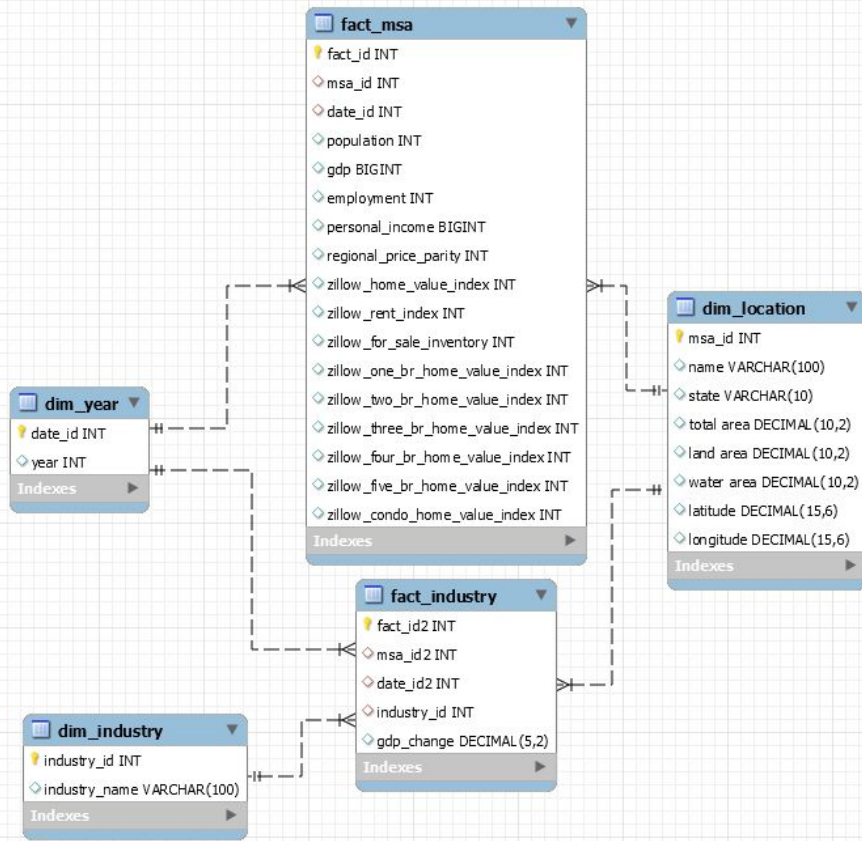 fact_msa
fact_id INT
msa_id INT
date_id INT
population INT
gdp BIGINT
employment INT
personal_income BIGINT
regional_price_parity INT
zillow_home_value_index INT
zillow_rent_index INT
zillow_for_sale_inventory INT
zillow_one_br_home_value_index INT
zillow_two_br_home_value_index INT
zillow_three_br_home_value_index INT
zillow_four_br_home_value_index INT
zillow_five_br_home_value_index INT
zillow_condo_home_value_index INT
Indexes
dim_location
msa_id INT
name VARCHAR(100)
state VARCHAR(10)
total area DECIMAL(10,2)
land area DECIMAL(10,2)
water area DECIMAL(10,2)
latitude DECIMAL(15,6)
longitude DECIMAL(15,6)
Indexes
dim_year
date_id INT
year INT
Indexes
fact_industry
fact_id2 INT
msa_id2 INT
date_id2 INT
industry_id INT
gdp_change DECIMAL(5,2)
Indexes
dim_industry
industry_id INT
industry_name VARCHAR(100)
Indexes